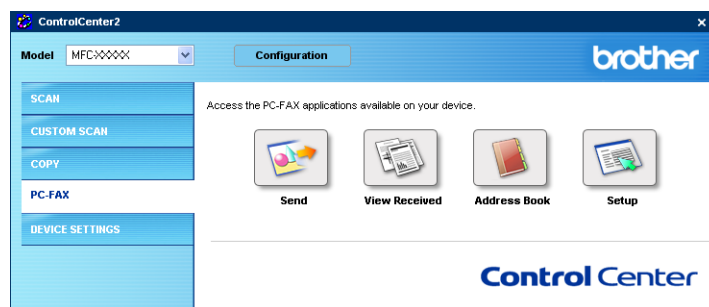 ControlCenter2
Model MFC-XXXXX Configuration brother
SCAN
Access the PC-FAX applications available on your device.
CUSTOM SCAN
COPY
PC-FAX
Send View Received Address Book Setup
DEVICE SETTINGS
Control Center